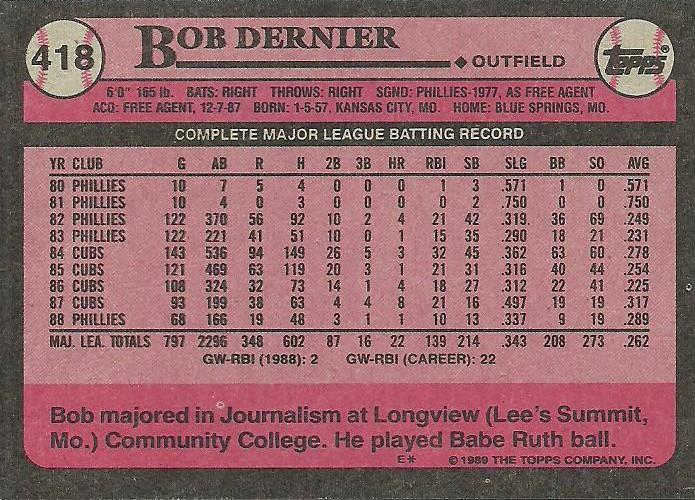 418
BOB DERNIER
◆ OUTFIELD
topps®
6'0" 165 lb. BATS: RIGHT THROWS: RIGHT SGND: PHILLIES-1977, AS FREE AGENT
ACQ: FREE AGENT, 12-7-87 BORN: 1-5-57, KANSAS CITY, MO. HOME: BLUE SPRINGS, MO.
COMPLETE MAJOR LEAGUE BATTING RECORD
YR CLUB G AB R H 2B 3B HR RBI SB SLG BB SO AVG
80 PHILLIES 10 7 5 4 0 0 0 1 3 .571 1 0 .571
81 PHILLIES 10 4 0 3 0 0 0 0 2 .750 0 0 .750
82 PHILLIES 122 370 56 92 10 2 4 21 42 .319 36 69 .249
83 PHILLIES 122 221 41 51 10 0 1 15 35 .290 18 21 .231
84 CUBS 143 536 94 149 26 5 3 32 45 .362 63 60 .278
85 CUBS 121 469 63 119 20 3 1 21 31 .316 40 44 .254
86 CUBS 108 324 32 73 14 1 4 18 27 .312 22 41 .225
87 CUBS 93 199 38 63 4 4 8 21 16 .497 19 19 .317
88 PHILLIES 68 166 19 48 3 1 1 10 13 .337 9 19 .289
MAJ. LEA. TOTALS 797 2296 348 602 87 16 22 139 214 .343 208 273 .262
GW-RBI (1988): 2 GW-RBI (CAREER): 22
Bob majored in Journalism at Longview (Lee's Summit,
Mo.) Community College. He played Babe Ruth ball.
E* © 1989 THE TOPPS COMPANY, INC.